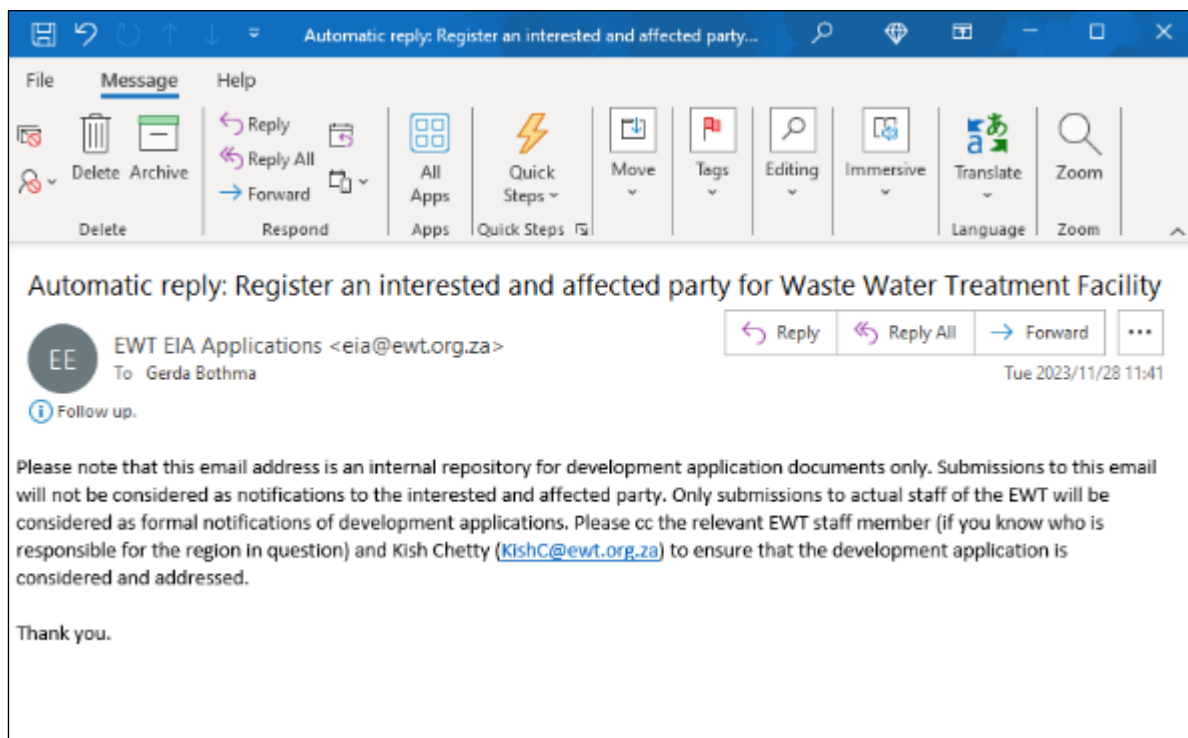 Automatic reply: Register an interested and affected party...
File Message Help
Delete Archive
Reply
Reply All
Forward
All Apps
Quick Steps
Move
Tags
Editing
Immersive
Translate
Zoom
Delete Respond Apps Quick Steps Language Zoom
Automatic reply: Register an interested and affected party for Waste Water Treatment Facility
EE
EWT EIA Applications <eia@ewt.org.za>
To Gerda Bothma
Reply Reply All Forward
Tue 2023/11/28 11:41
Follow up.
Please note that this email address is an internal repository for development application documents only. Submissions to this email
will not be considered as notifications to the interested and affected party. Only submissions to actual staff of the EWT will be
considered as formal notifications of development applications. Please cc the relevant EWT staff member (if you know who is
responsible for the region in question) and Kish Chetty (KishC@ewt.org.za) to ensure that the development application is
considered and addressed.
Thank you.